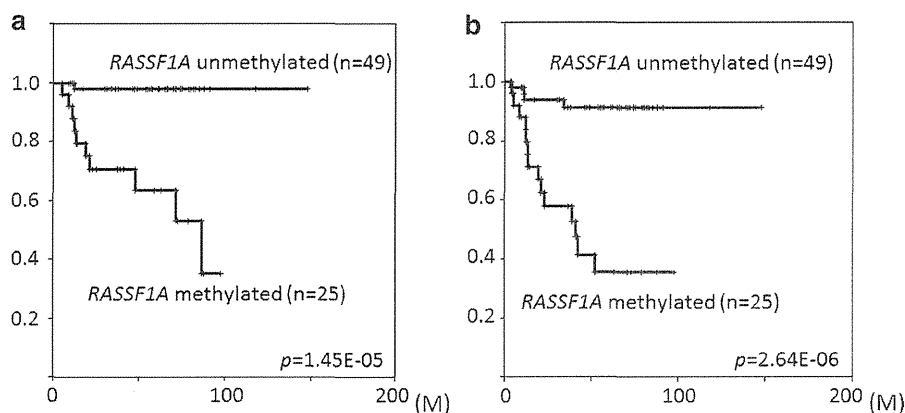 a
RASSF1A unmethylated (n=49)
1.0
0.8
0.6
0.4
0.2
RASSF1A methylated (n=25)
p=1.45E-05
0 100 200 (M)
b
RASSF1A unmethylated (n=49)
1.0
0.8
0.6
0.4
0.2
RASSF1A methylated (n=25)
p=2.64E-06
0 100 200 (M)